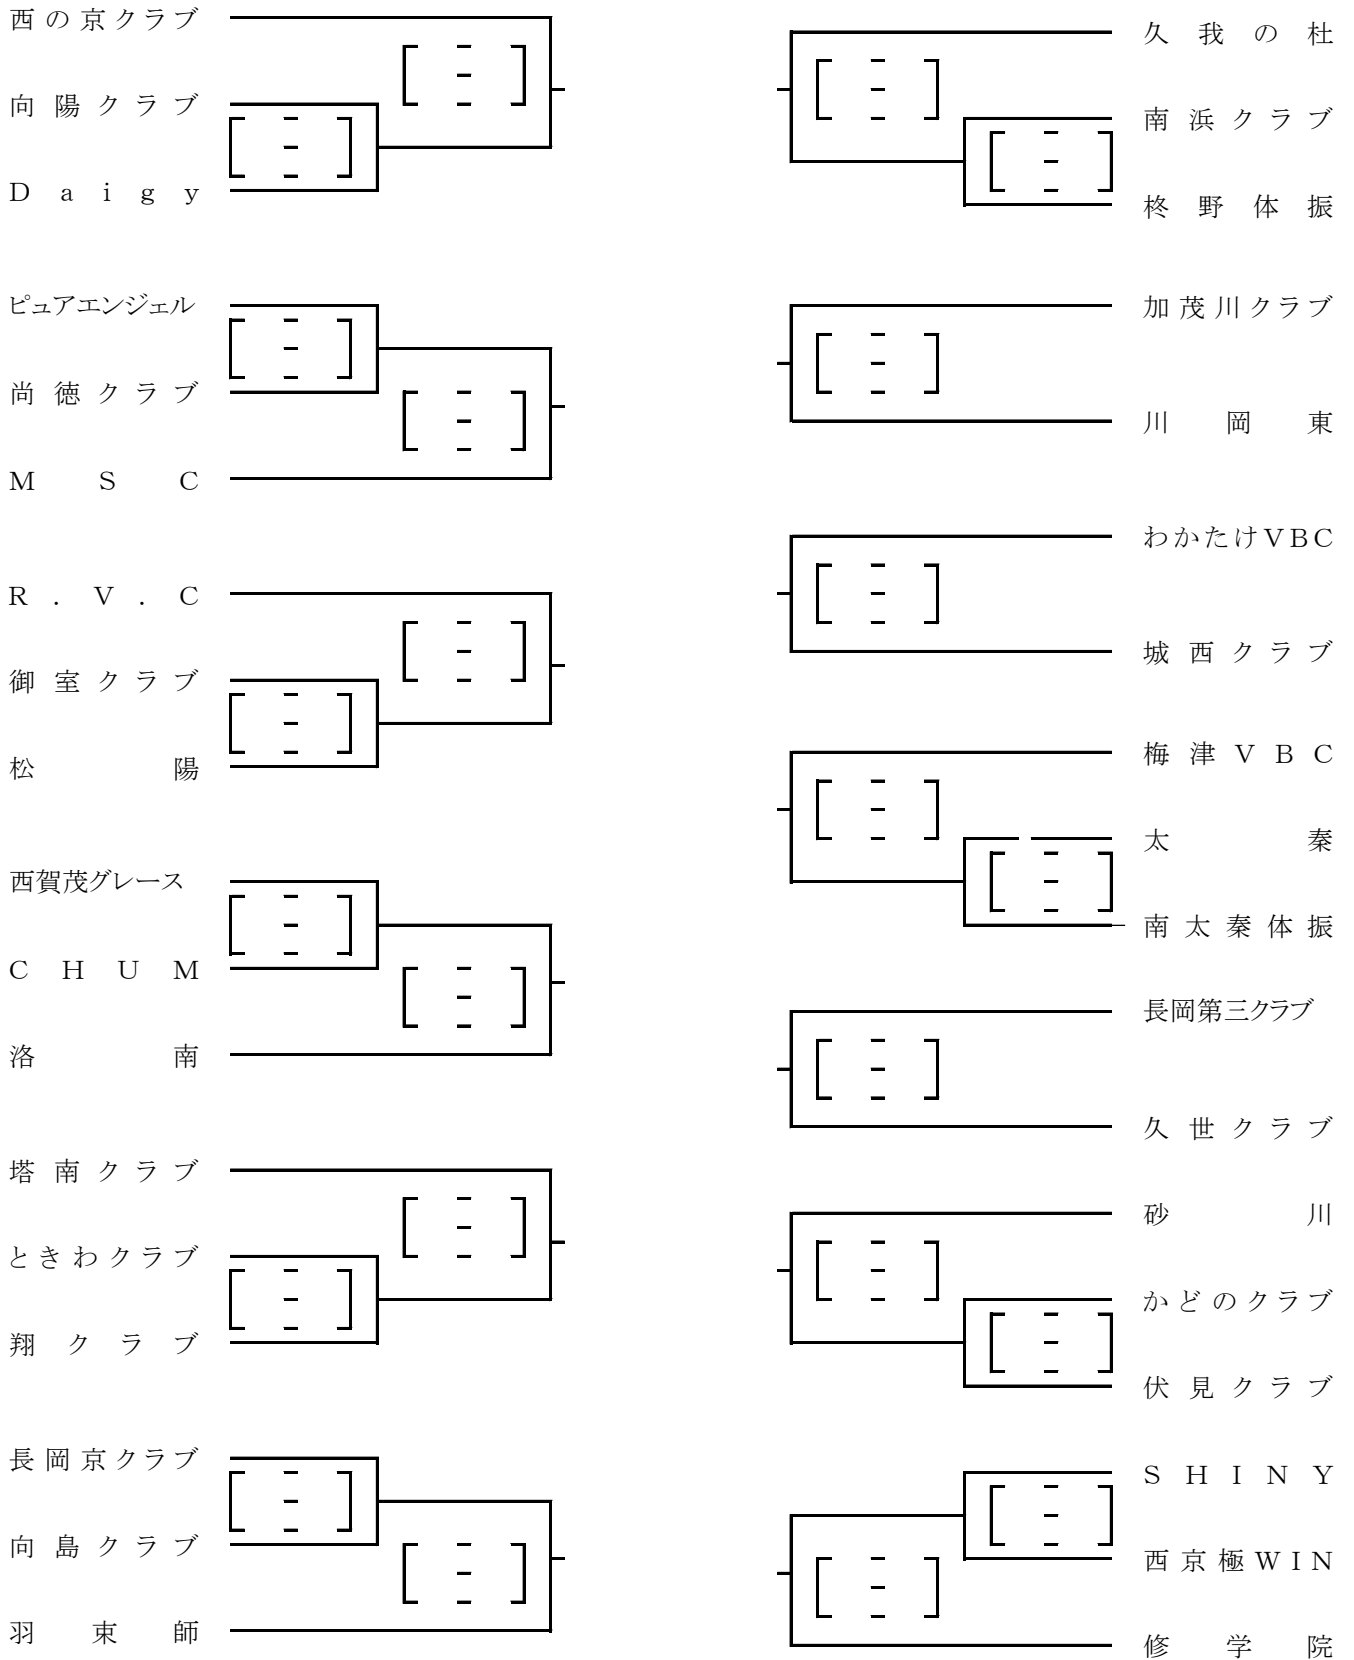 西の京クラブ
向陽クラブ
Daigy
ピュアエンジェル
尚徳クラブ
MSC
R.V.C
御室クラブ
松陽
西賀茂グレース
CHUM
洛南
塔南クラブ
ときわクラブ
翔クラブ
長岡京クラブ
向島クラブ
羽束師
久我の杜
南浜クラブ
柊野体振
加茂川クラブ
川岡東
わかたけVBC
城西クラブ
梅津VBC
太秦
南太秦体振
長岡第三クラブ
久世クラブ
砂川
かどのクラブ
伏見クラブ
SHINY
西京極WIN
修学院